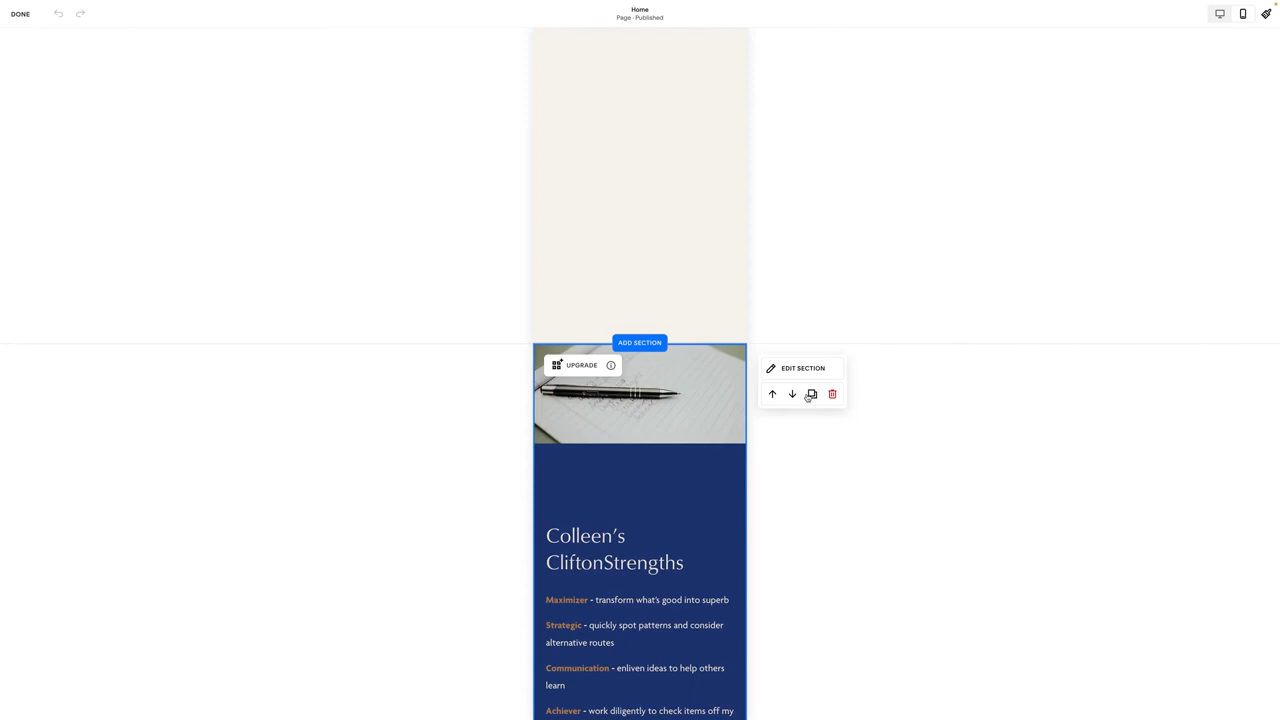 DONE
Home
Page · Published
ADD SECTION
UPGRADE
EDIT SECTION
Colleen's
CliftonStrengths
Maximizer - transform what's good into superb
Strategic - quickly spot patterns and consider
alternative routes
Communication - enliven ideas to help others
learn
Achiever - work diligently to check items off my